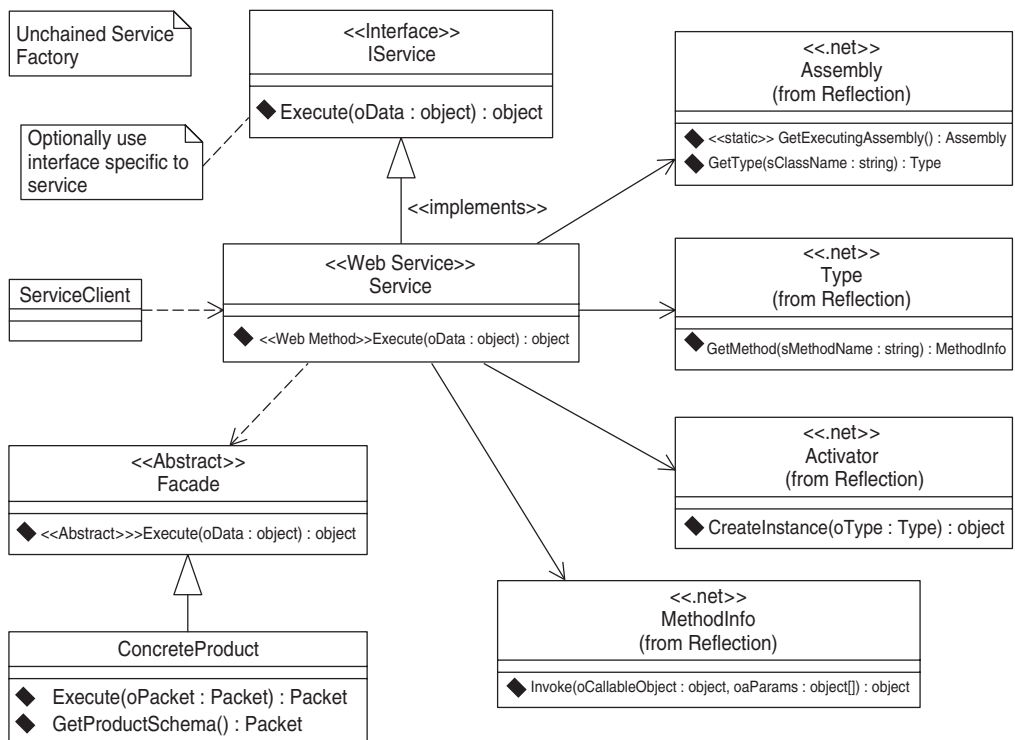 Unchained Service
Factory
<<Interface>>
IService
Execute(oData : object) : object
Optionally use
interface specific to
service
<<implements>>
<<.net>>
Assembly
(from Reflection)
<<static>> GetExecutingAssembly() : Assembly
GetType(sClassName : string) : Type
ServiceClient
<<Web Service>>
Service
<<Web Method>>Execute(oData : object) : object
<<.net>>
Type
(from Reflection)
GetMethod(sMethodName : string) : MethodInfo
<<.net>>
Activator
(from Reflection)
CreateInstance(oType : Type) : object
<<Abstract>>
Facade
<<Abstract>>>Execute(oData : object) : object
<<.net>>
MethodInfo
(from Reflection)
Invoke(oCallableObject : object, oaParams : object[]) : object
ConcreteProduct
Execute(oPacket : Packet) : Packet
GetProductSchema() : Packet